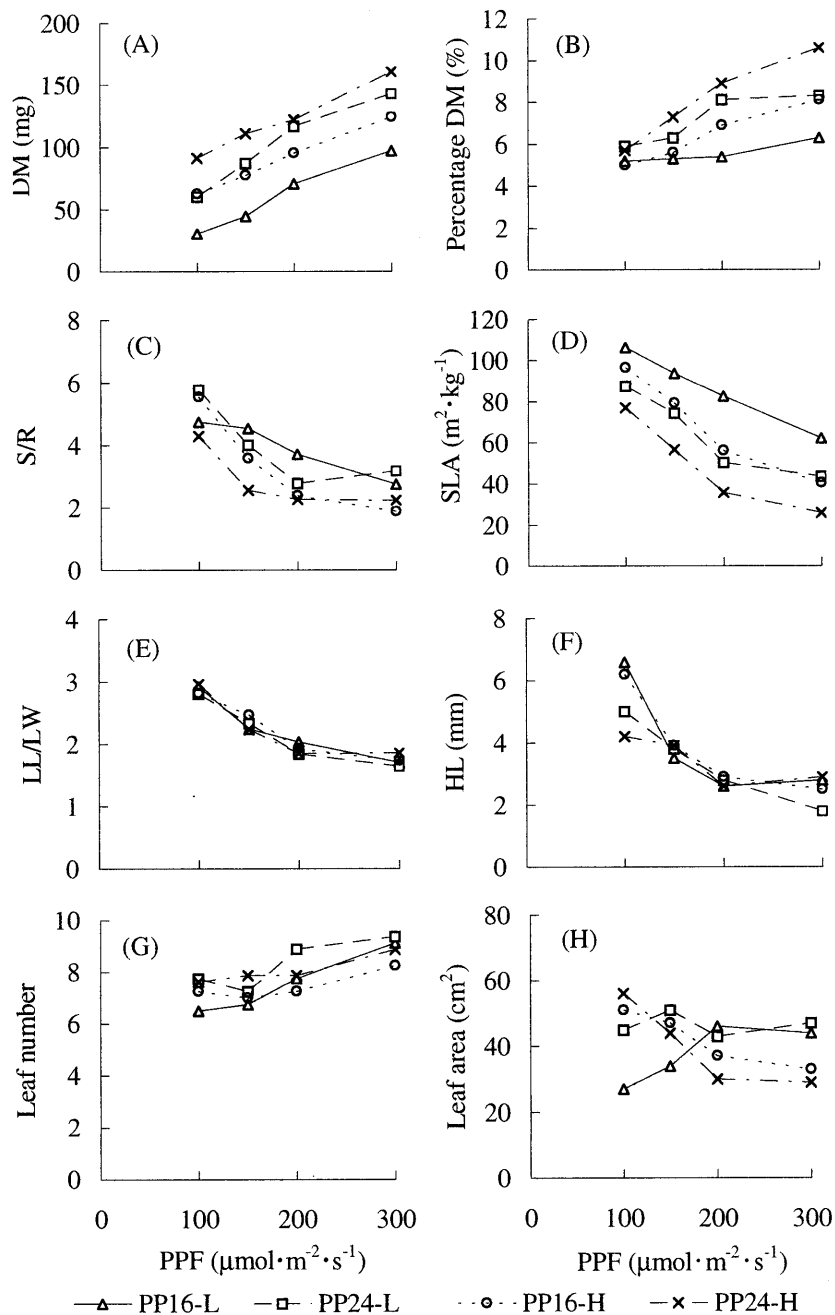 (A)
DM (mg)
200
150
100
50
0
(B)
Percentage DM (%)
12
10
8
6
4
2
0
(C)
S/R
8
6
4
2
0
(D)
SLA (m²·kg⁻¹)
120
100
80
60
40
20
0
(E)
LL/LW
4
3
2
1
0
(F)
HL (mm)
8
6
4
2
0
(G)
Leaf number
10
8
6
4
2
0
0 100 200 300
PPF (μmol·m⁻²·s⁻¹)
(H)
Leaf area (cm²)
80
60
40
20
0
0 100 200 300
PPF (μmol·m⁻²·s⁻¹)
PP16-L PP24-L PP16-H PP24-H